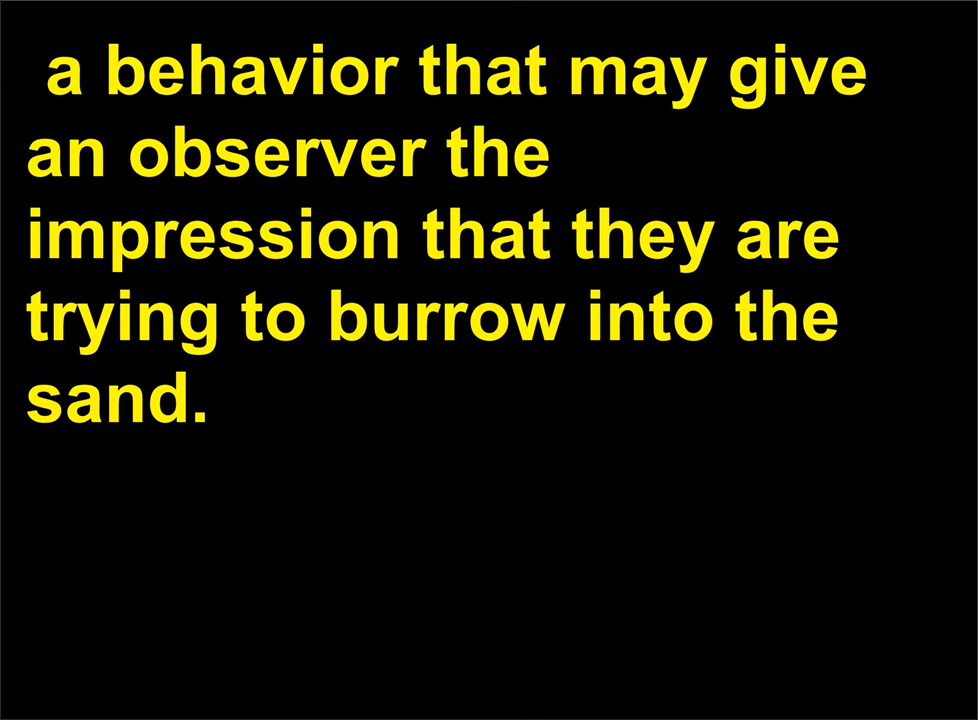 a behavior that may give
an observer the
impression that they are
trying to burrow into the
sand.